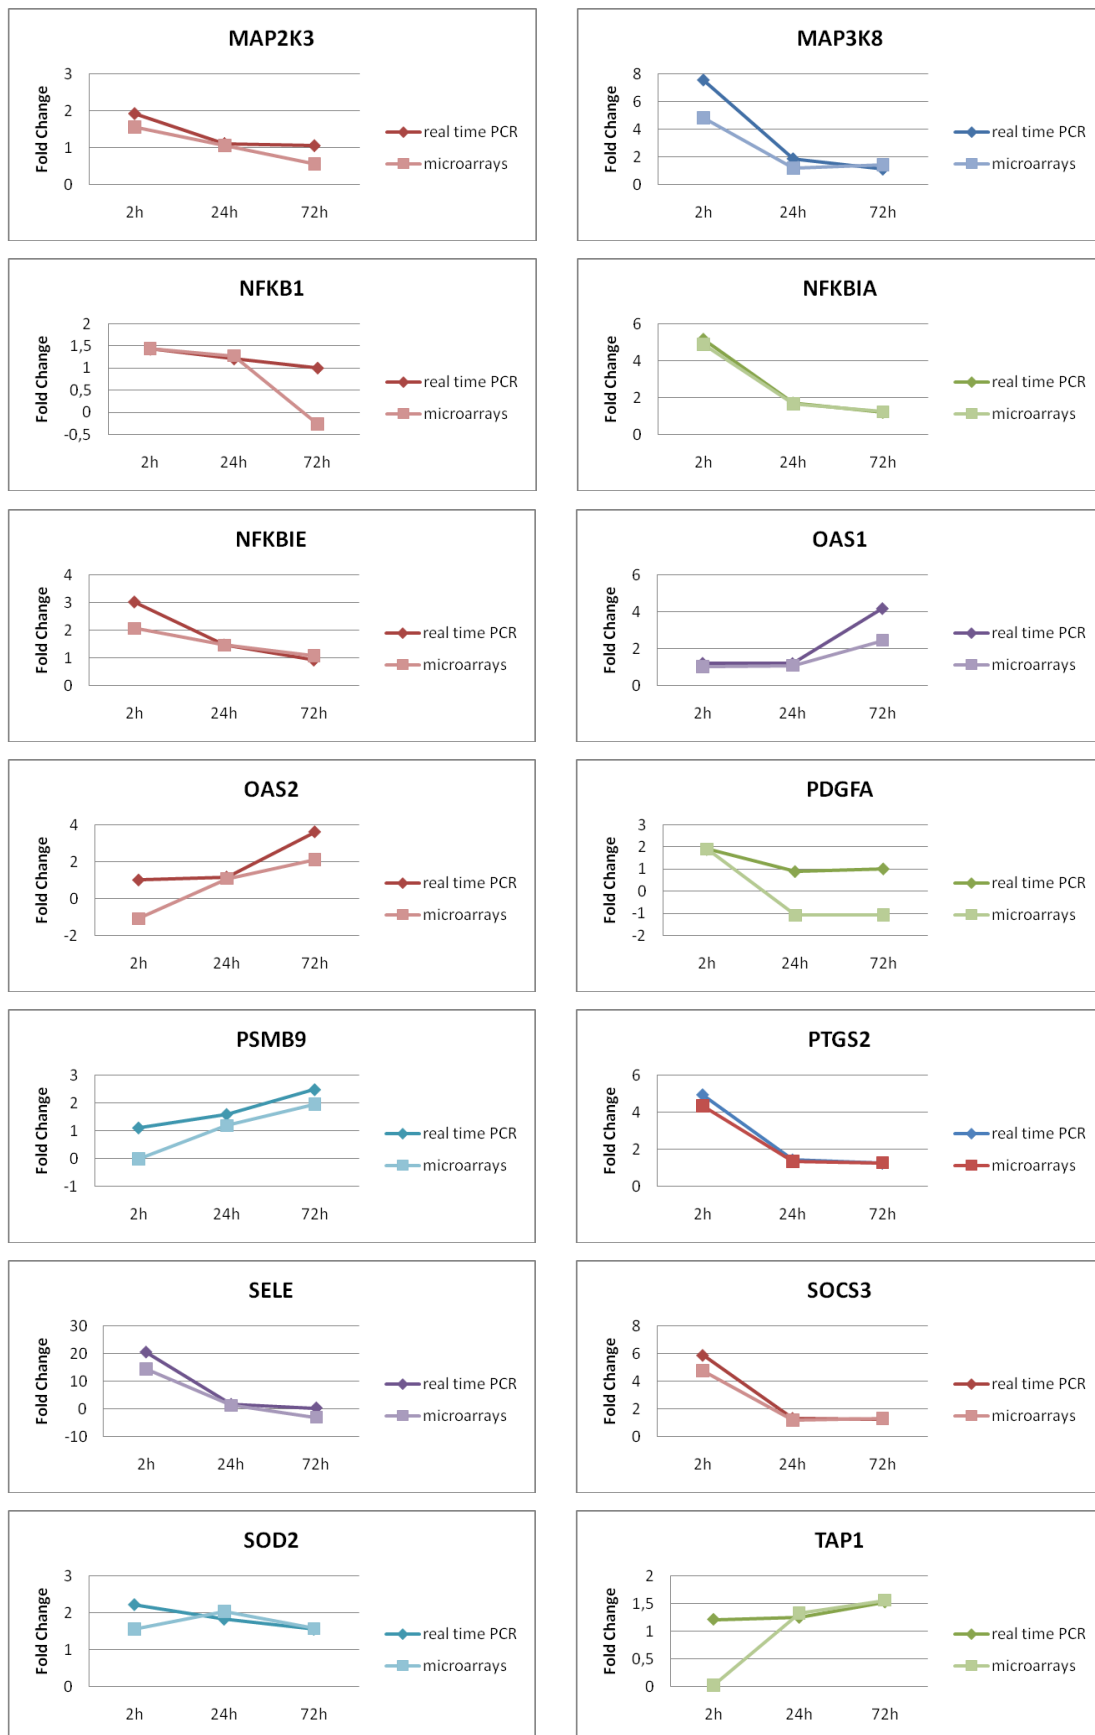 MAP2K3
Fold Change
3
2
1
0
2h 24h 72h
real time PCR
microarrays
MAP3K8
Fold Change
8
6
4
2
0
2h 24h 72h
real time PCR
microarrays
NFKB1
Fold Change
2
1,5
1
0,5
0
-0,5
2h 24h 72h
real time PCR
microarrays
NFKBIA
Fold Change
6
4
2
0
2h 24h 72h
real time PCR
microarrays
NFKBIE
Fold Change
4
3
2
1
0
2h 24h 72h
real time PCR
microarrays
OAS1
Fold Change
6
4
2
0
2h 24h 72h
real time PCR
microarrays
OAS2
Fold Change
4
2
0
-2
2h 24h 72h
real time PCR
microarrays
PDGFA
Fold Change
3
2
1
0
-1
-2
2h 24h 72h
real time PCR
microarrays
PSMB9
Fold Change
3
2
1
0
-1
2h 24h 72h
real time PCR
microarrays
PTGS2
Fold Change
6
4
2
0
2h 24h 72h
real time PCR
microarrays
SELE
Fold Change
30
20
10
0
-10
2h 24h 72h
real time PCR
microarrays
SOCS3
Fold Change
8
6
4
2
0
2h 24h 72h
real time PCR
microarrays
SOD2
Fold Change
3
2
1
0
2h 24h 72h
real time PCR
microarrays
TAP1
Fold Change
2
1,5
1
0,5
0
2h 24h 72h
real time PCR
microarrays